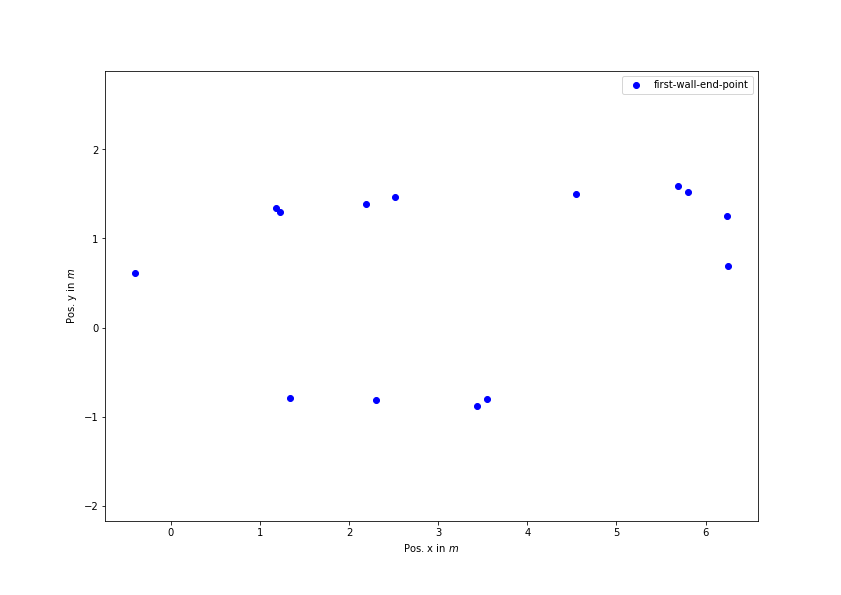 first-wall-end-point
2
1
0
−1
−2
Pos. y in m
0 1 2 3 4 5 6
Pos. x in m